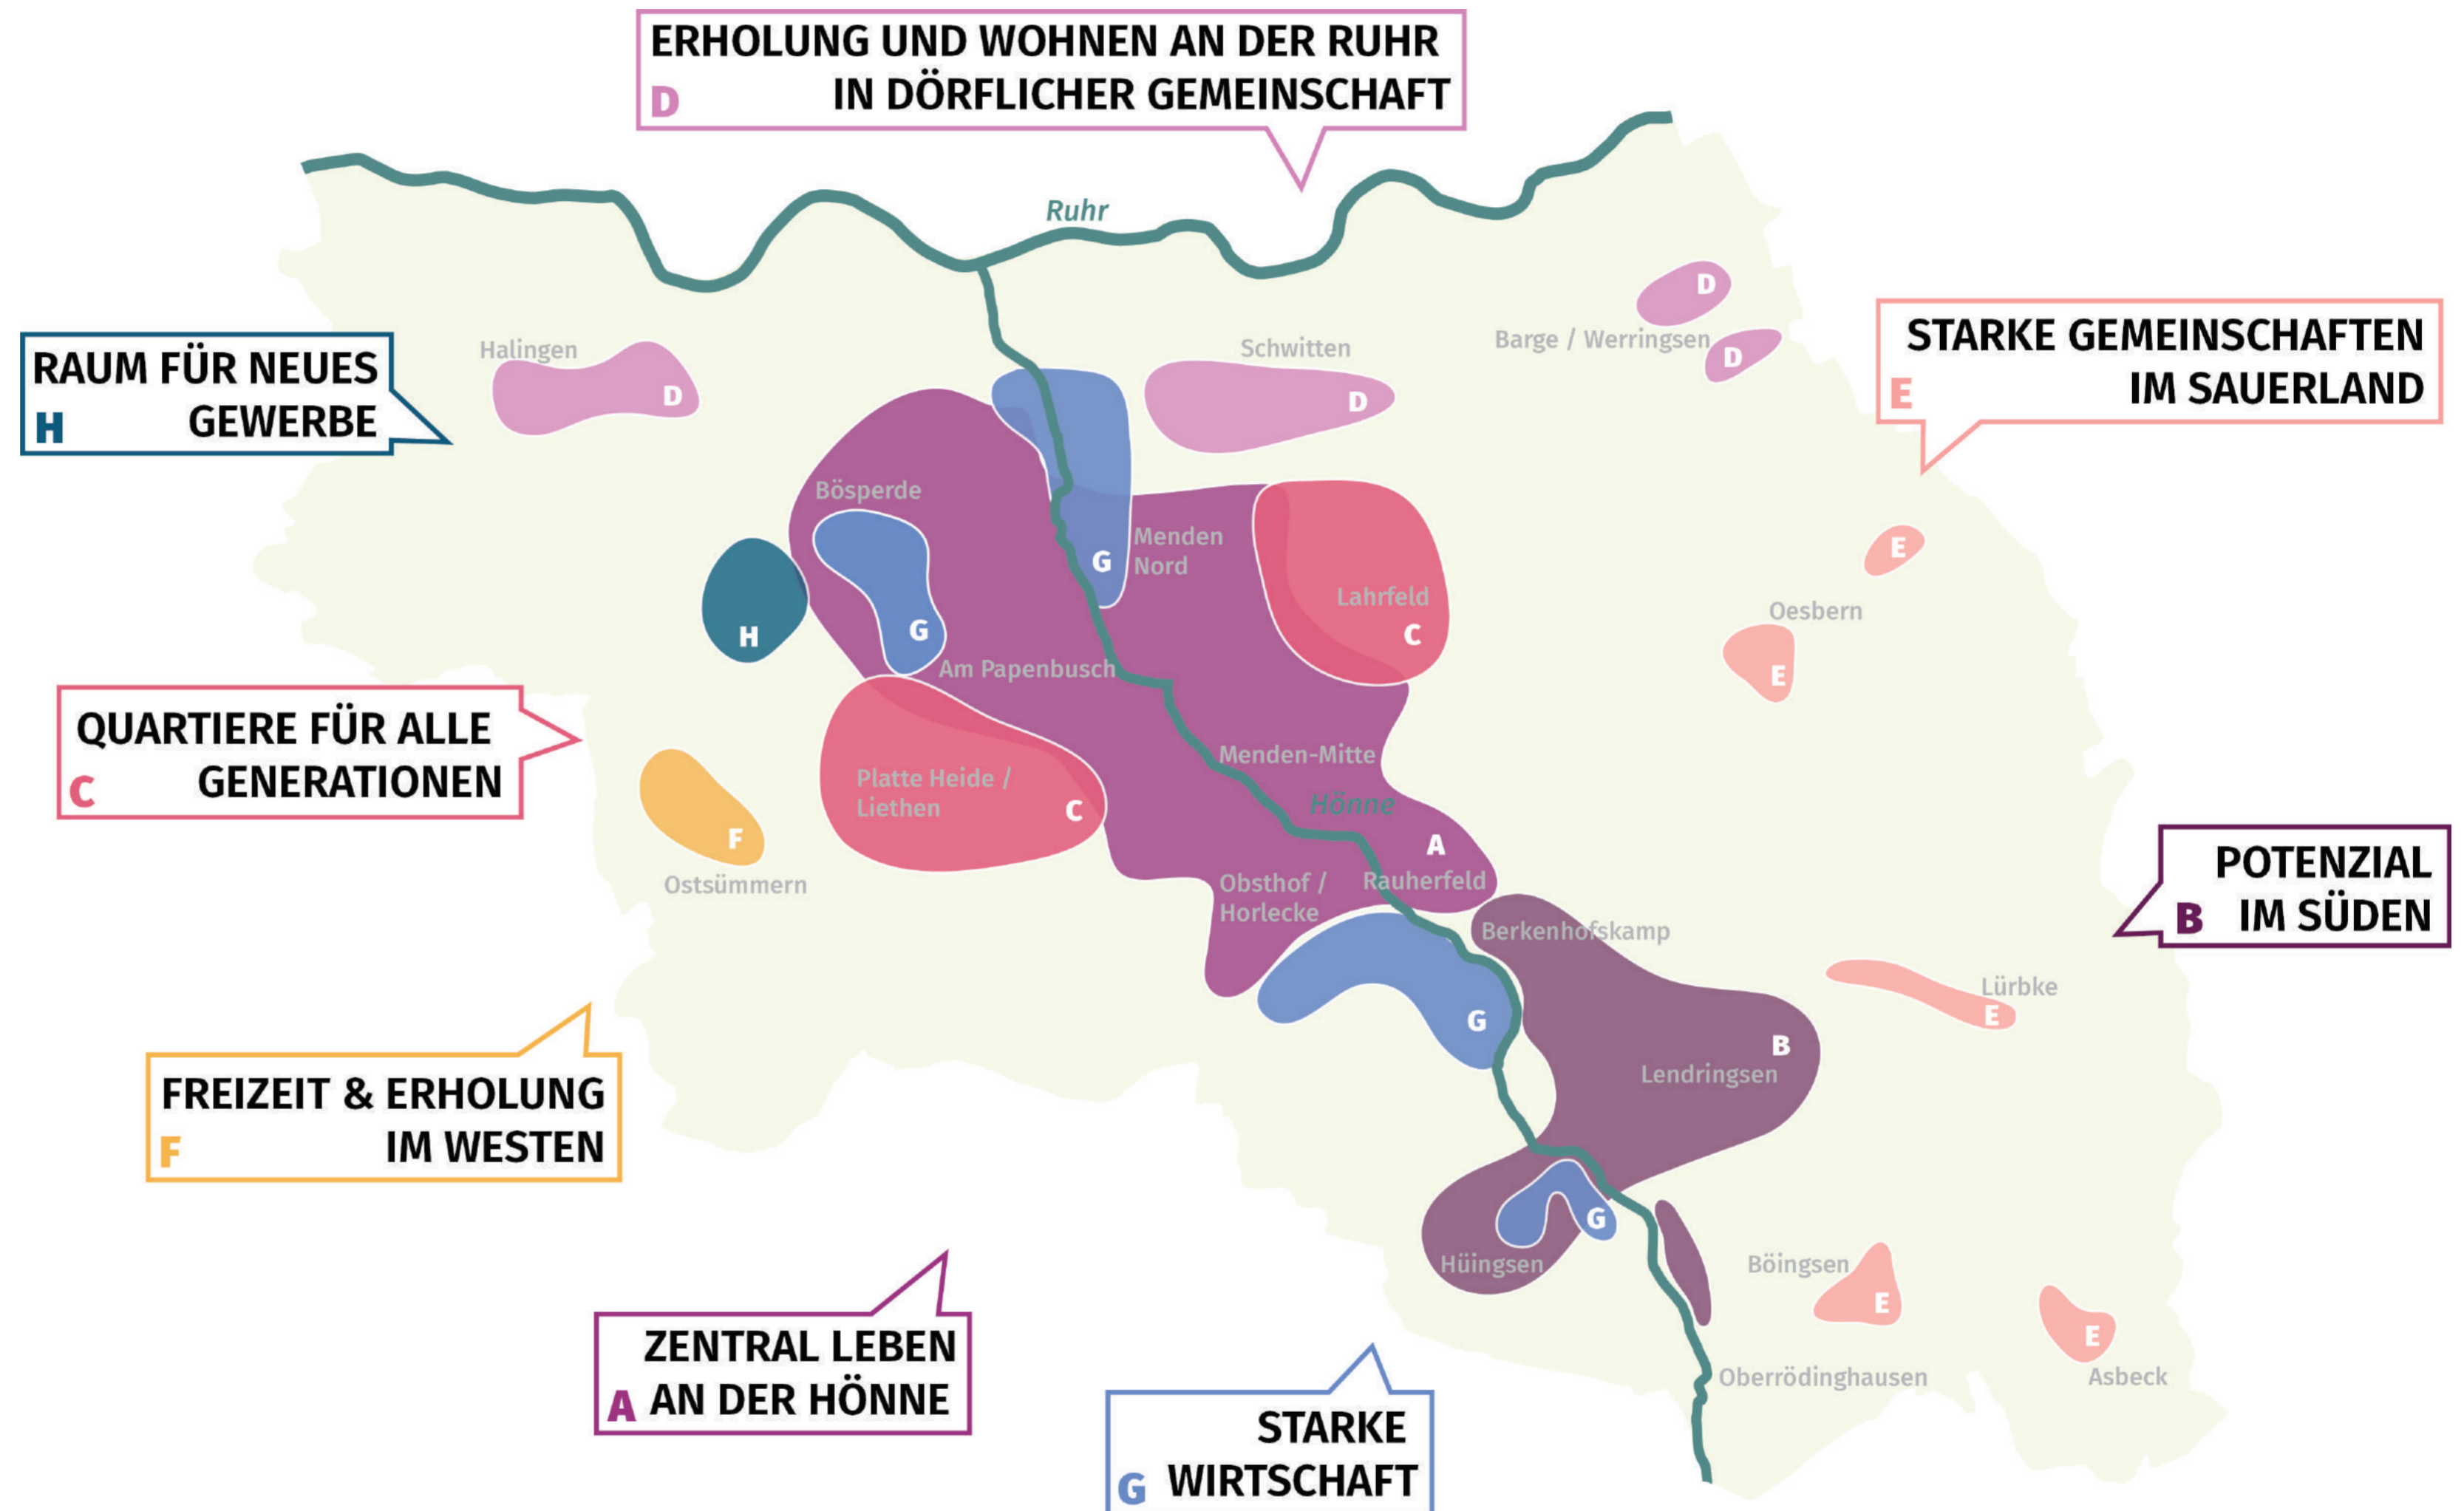 ERHOLUNG UND WOHNEN AN DER RUHR
D IN DÖRFLICHER GEMEINSCHAFT
Ruhr
D
Barge / Werringsen
D
Halingen
D
Schwitten
D
RAUM FÜR NEUES
H GEWERBE
STARKE GEMEINSCHAFTEN
E IM SAUERLAND
Bösperde
G
Menden
Nord
G
Lahrfeld
C
H
Am Papenbusch
E
Oesbern
E
QUARTIERE FÜR ALLE
C GENERATIONEN
Menden-Mitte
Hönne
Platte Heide /
Liethen
C
F
Ostsümmern
A
Obsthof /
Horlecke
Rauherfeld
POTENZIAL
B IM SÜDEN
Berkenhofskamp
G
B
Lendringsen
Lürbke
E
FREIZEIT & ERHOLUNG
F IM WESTEN
G
Hüingsen
Böingsen
E
E
Oberrödinghausen
Asbeck
ZENTRAL LEBEN
A AN DER HÖNNE
STARKE
G WIRTSCHAFT